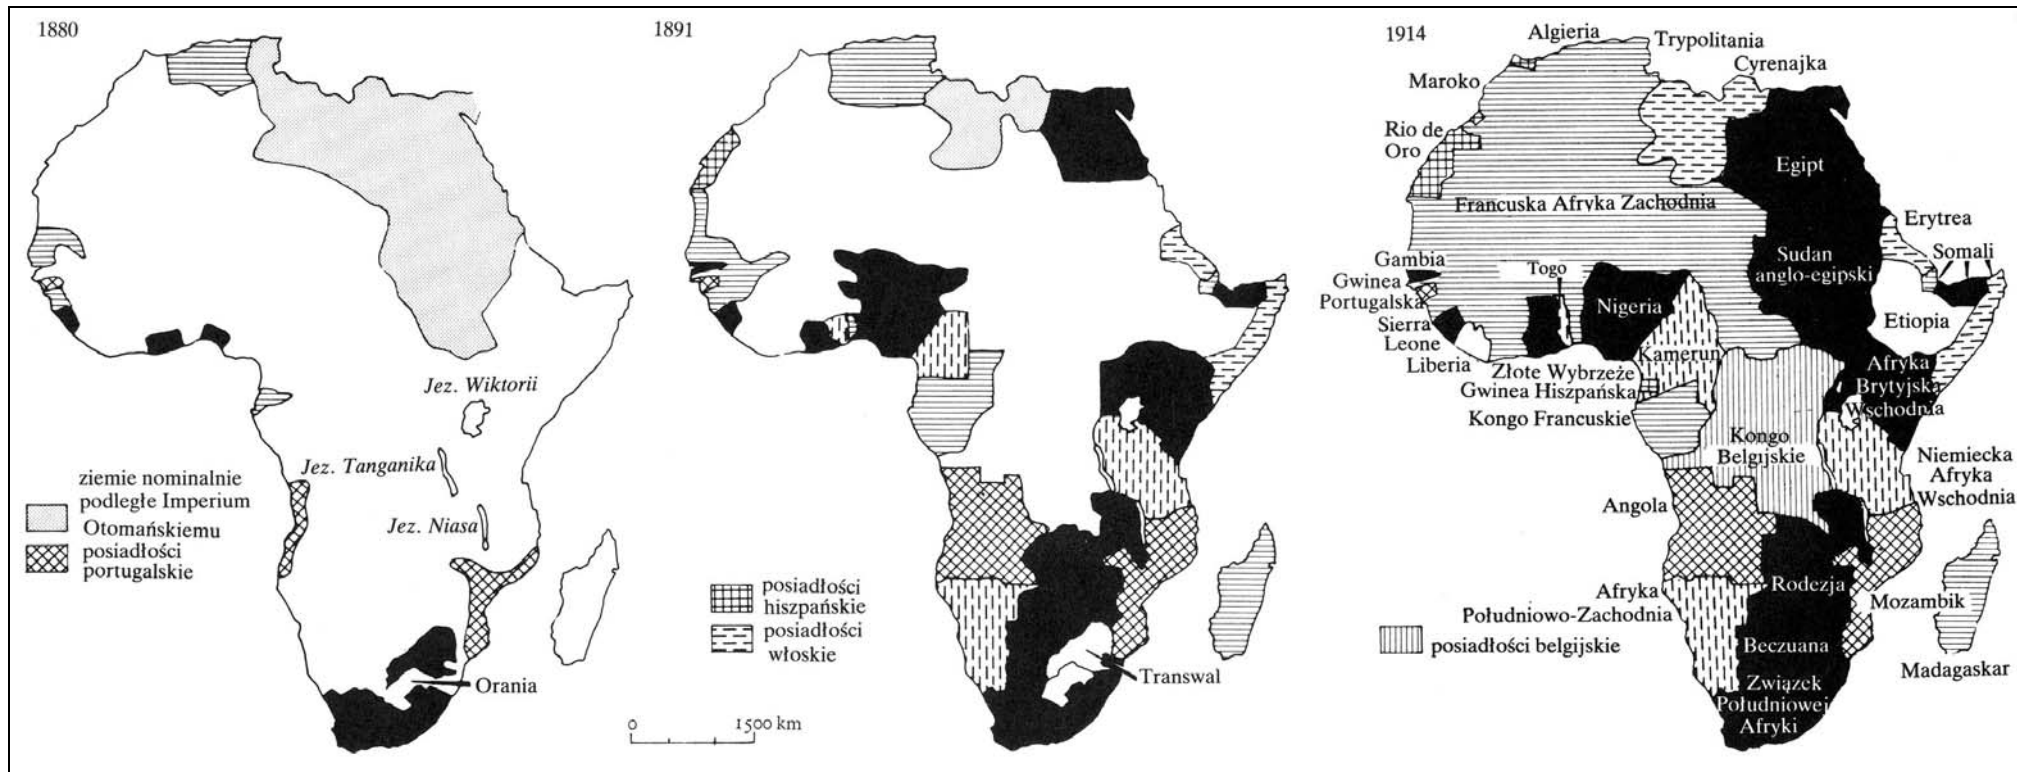 1880
Jez. Wiktorii
Jez. Tanganika
Jez. Niasa
Orania
ziemie nominalnie
podległe Imperium
Otomańskiemu
posiadłości
portugalskie
1891
Transwal
posiadłości
hiszpańskie
posiadłości
włoskie
0 1500 km
1914
Algieria
Trypolitania
Cyrenajka
Maroko
Rio de
Oro
Egipt
Francuska Afryka Zachodnia
Erytrea
Somali
Sudan
anglo-egipski
Gambia
Gwinea
Portugalska
Togo
Nigeria
Etiopia
Sierra
Leone
Liberia
Kamerun
Złote Wybrzeże
Gwinea Hiszpańska
Kongo Francuskie
Afryka
Brytyjska
Wschodnia
Kongo
Belgijskie
Niemiecka
Afryka
Wschodnia
Angola
Rodezja
Afryka
Południowo-Zachodnia
Mozambik
Beczuana
Madagaskar
Związek
Południowej
Afryki
posiadłości belgijskie